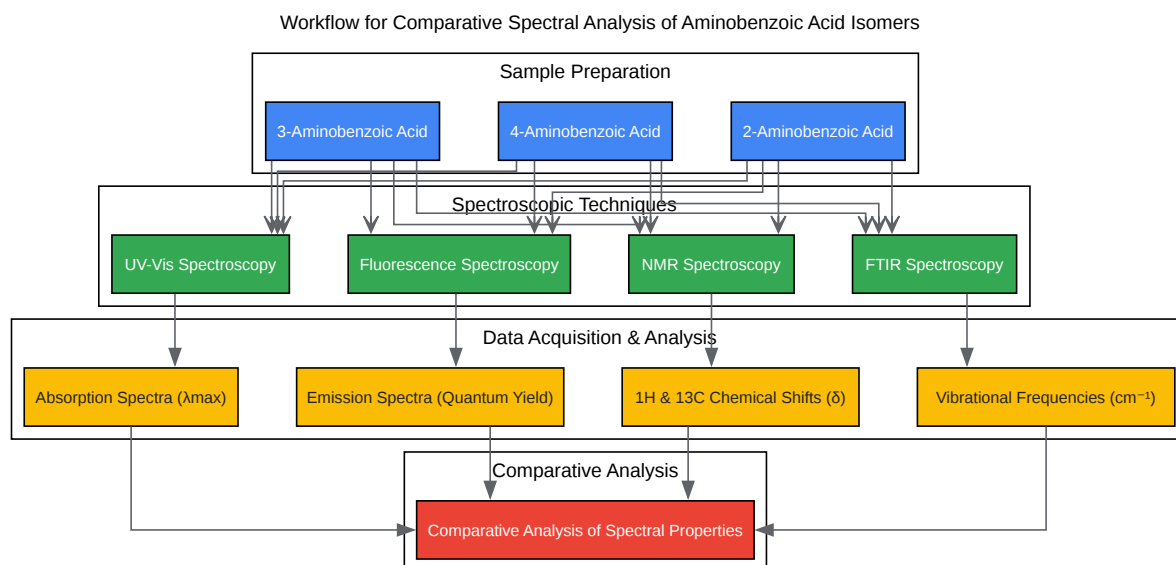 Workflow for Comparative Spectral Analysis of Aminobenzoic Acid Isomers
Sample Preparation
3-Aminobenzoic Acid
4-Aminobenzoic Acid
2-Aminobenzoic Acid
Spectroscopic Techniques
UV-Vis Spectroscopy
Fluorescence Spectroscopy
NMR Spectroscopy
FTIR Spectroscopy
Data Acquisition & Analysis
Absorption Spectra (λmax)
Emission Spectra (Quantum Yield)
1H & 13C Chemical Shifts (δ)
Vibrational Frequencies (cm⁻¹)
Comparative Analysis
Comparative Analysis of Spectral Properties